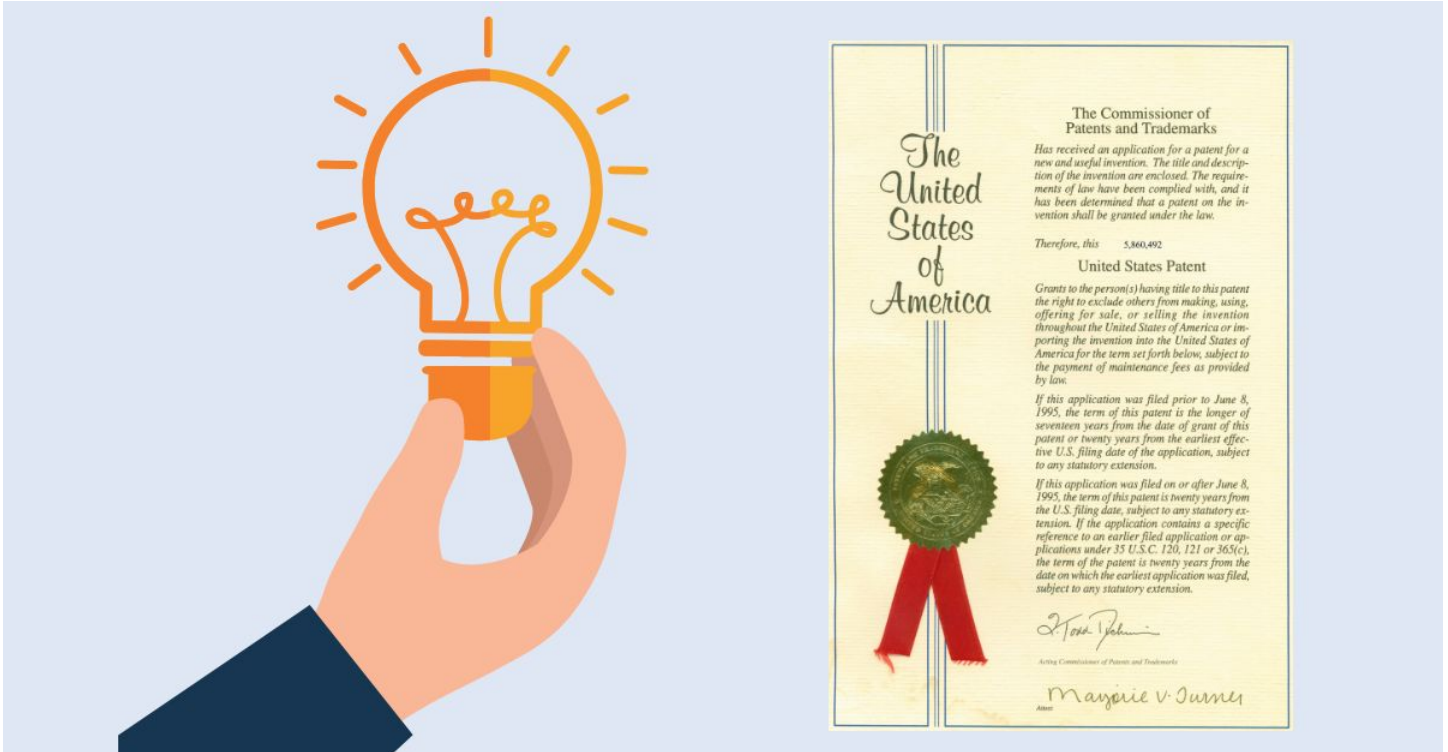 The
United
States
of
America
The Commissioner of
Patents and Trademarks
Has received an application for a patent for a
new and useful invention. The title and descrip-
tion of the invention are enclosed. The require-
ments of law have been complied with, and it
has been determined that a patent on the in-
vention shall be granted under the law.
Therefore, this 5,860,492
United States Patent
Grants to the person(s) having title to this patent
the right to exclude others from making, using,
offering for sale, or selling the invention
throughout the United States of America or im-
porting the invention into the United States of
America for the term set forth below, subject to
the payment of maintenance fees as provided
by law.
If this application was filed prior to June 8,
1995, the term of this patent is the longer of
seventeen years from the date of grant of this
patent or twenty years from the earliest effec-
tive U.S. filing date of the application, subject
to any statutory extension.
If this application was filed on or after June 8,
1995, the term of this patent is twenty years from
the U.S. filing date, subject to any statutory ex-
tension. If the application contains a specific
reference to an earlier filed application or ap-
plications under 35 U.S.C. 120, 121 or 365(c),
the term of the patent is twenty years from the
date on which the earliest application was filed,
subject to any statutory extension.
Acting Commissioner of Patents and Trademarks
Marjorie V. Turner
Attest